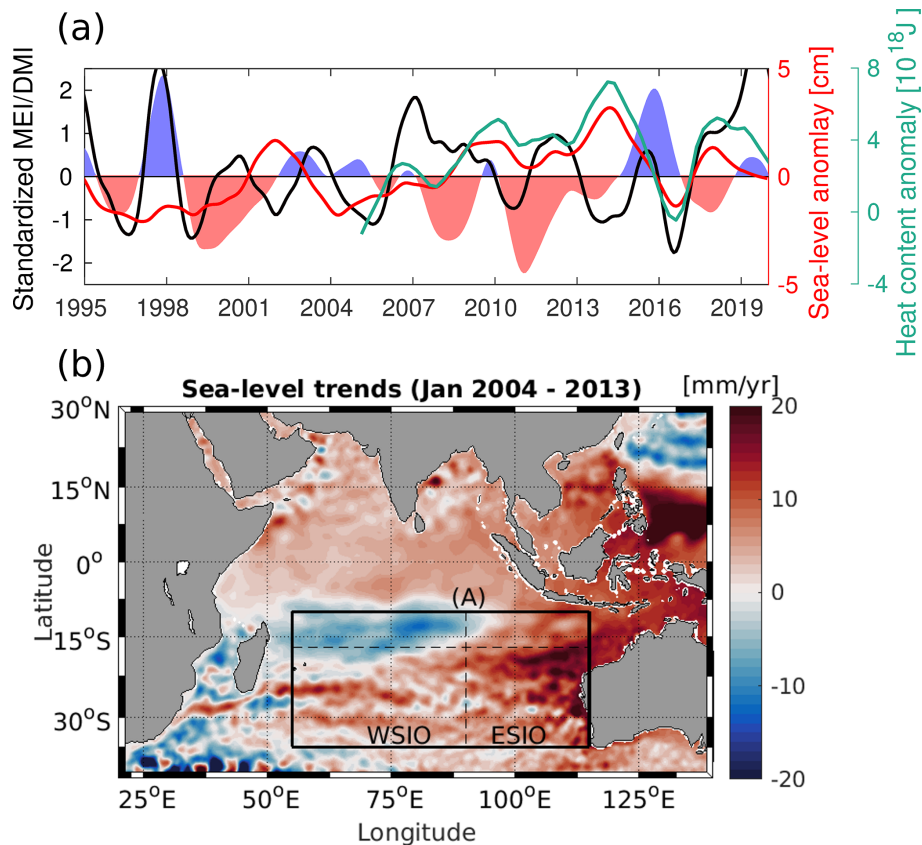 (a)
Standardized MEI/DMI
2
1
0
-1
-2
1995 1998 2001 2004 2007 2010 2013 2016 2019
5
0
-5
Sea-level anomlay [cm]
8
4
0
-4
Heat content anomaly [10^18 J]
(b)
Sea-level trends (Jan 2004 - 2013)
[mm/yr]
30°N
15°N
0°
15°S
30°S
Latitude
(A)
WSIO ESIO
25°E 50°E 75°E 100°E 125°E
Longitude
20
10
0
-10
-20